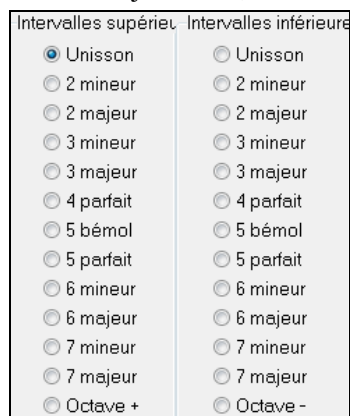 Intervalles supérieu
Unisson
2 mineur
2 majeur
3 mineur
3 majeur
4 parfait
5 bémol
5 parfait
6 mineur
6 majeur
7 mineur
7 majeur
Octave +
Intervalles inférieure
Unisson
2 mineur
2 majeur
3 mineur
3 majeur
4 parfait
5 bémol
5 parfait
6 mineur
6 majeur
7 mineur
7 majeur
Octave -